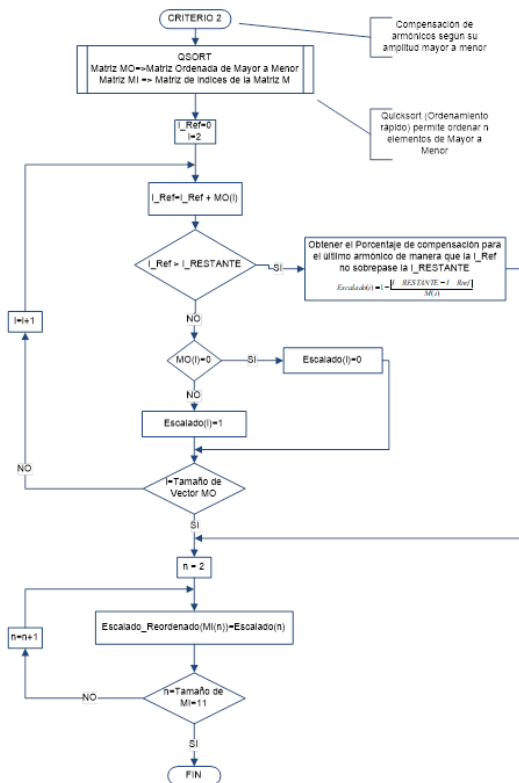 CRITERIO 2
Compensación de
armónicos según su
amplitud mayor a menor
QSORT
Matriz MO=>Matriz Ordenada de Mayor a Menor
Matriz MI => Matriz de Indices de la Matriz M
Quicksort (Ordenamiento
rápido) permite ordenar n
elementos de Mayor a
Menor
I_Ref=0
I=2
I_Ref=I_Ref + MO(I)
I_Ref > I_RESTANTE
SI
Obtener el Porcentaje de compensación para
el último armónico de manera que la I_Ref
no sobrepase la I_RESTANTE
NO
I=I+1
MO(I)=0
SI
Escalado(I)=0
NO
Escalado(I)=1
NO
I=Tamaño de
Vector MO
SI
n = 2
n=n+1
Escalado_Reordenado(MI(n))=Escalado(n)
NO
n=Tamaño de
MI=11
SI
FIN